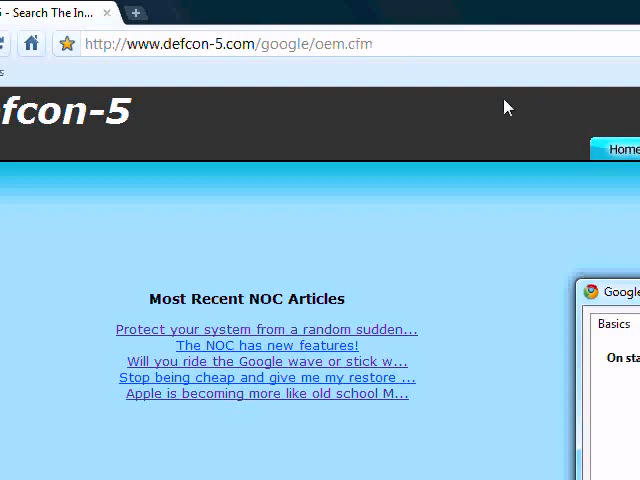 5 - Search The In...
http://www.defcon-5.com/google/oem.cfm
s
fcon-5
Home
Most Recent NOC Articles
Protect your system from a random sudden...
The NOC has new features!
Will you ride the Google wave or stick w...
Stop being cheap and give me my restore ...
Apple is becoming more like old school M...
Google
Basics
On sta